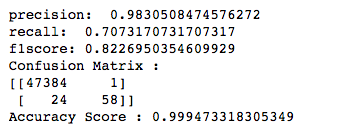 precision:  0.9830508474576272
recall:  0.7073170731707317
f1score: 0.8226950354609929
Confusion Matrix :
[[47384     1]
 [   24    58]]
Accuracy Score : 0.999473318305349